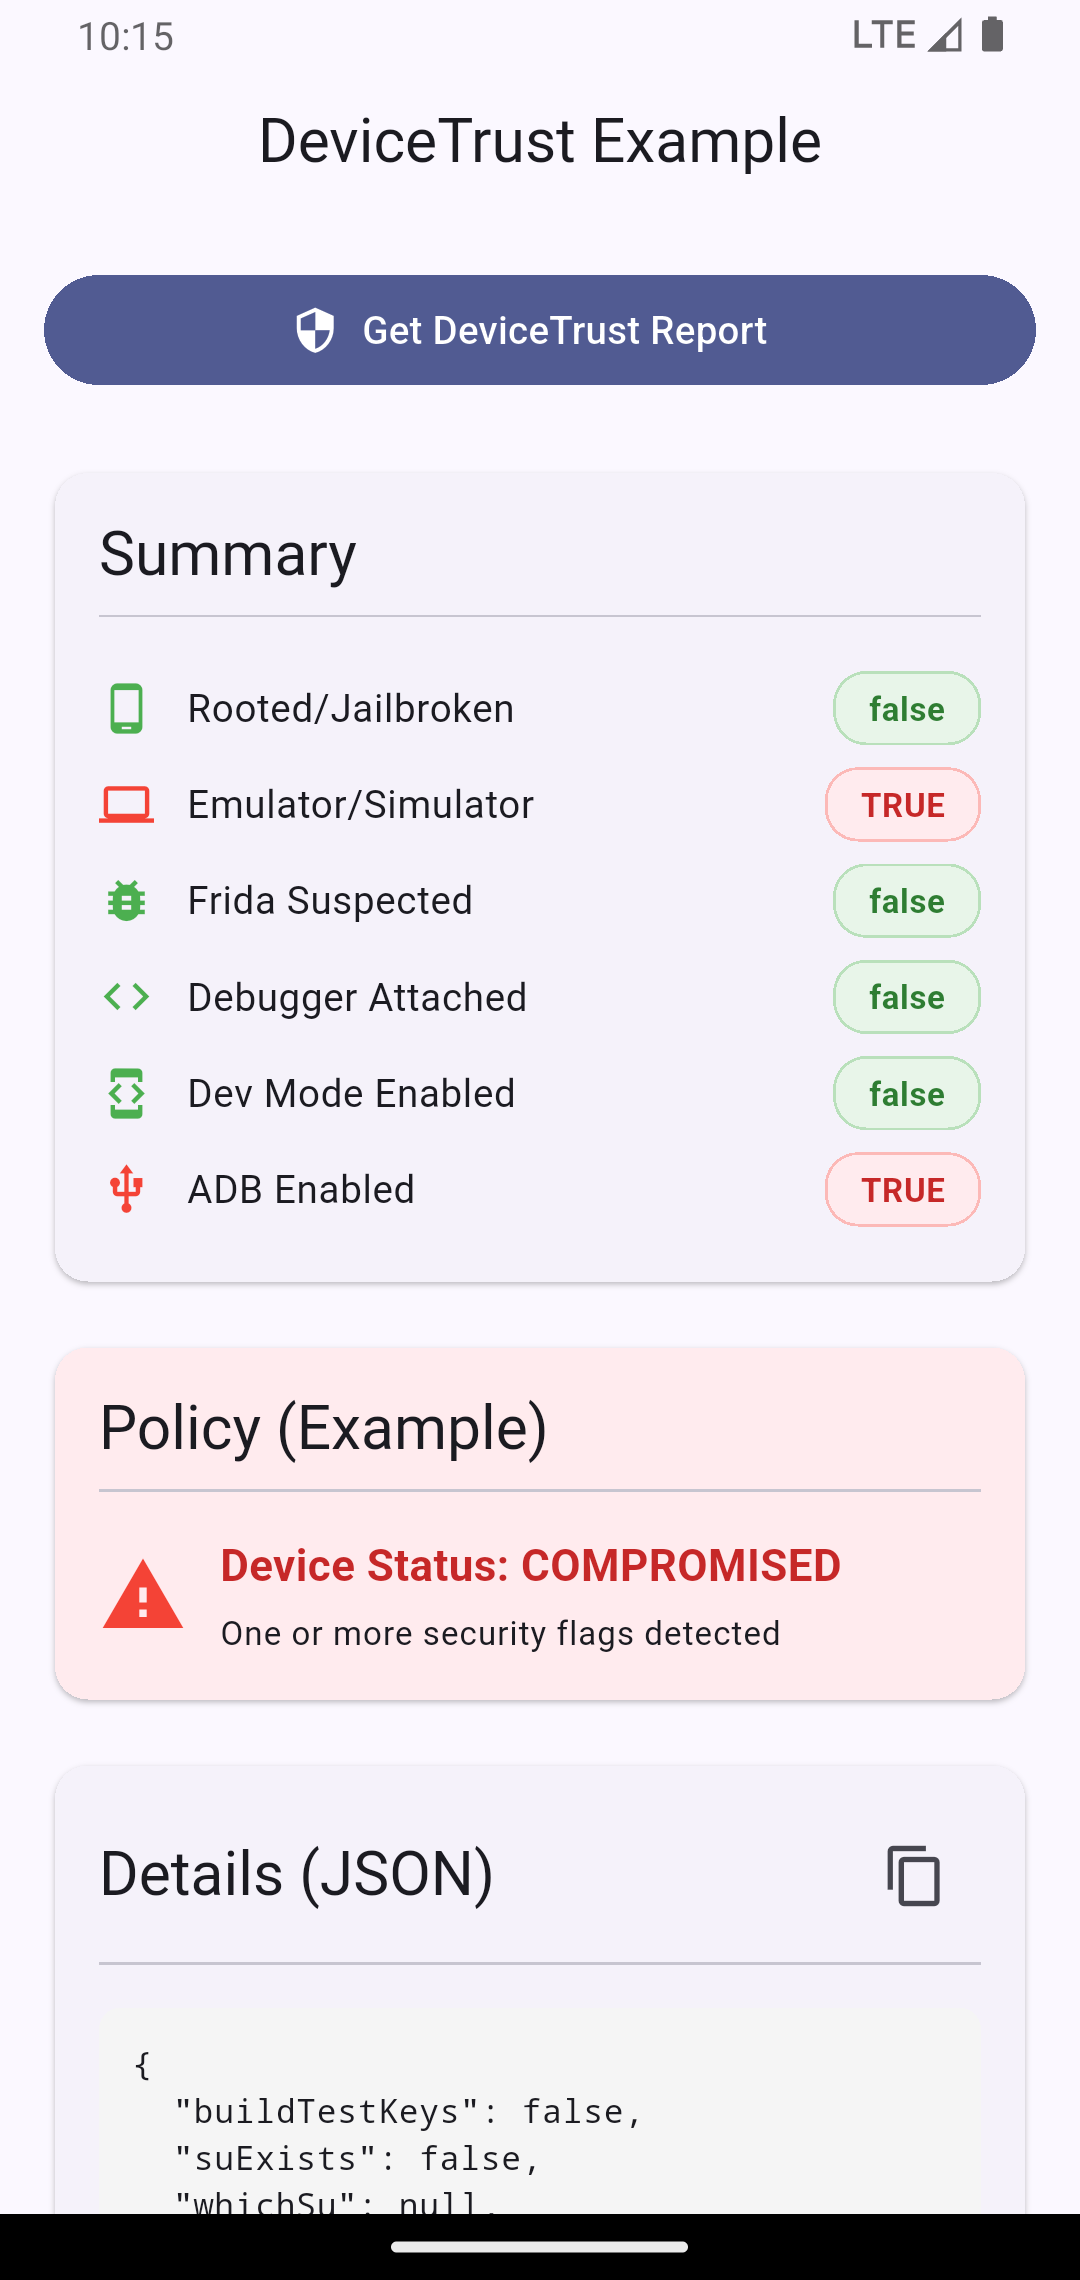 10:15 LTE
DeviceTrust Example
Get DeviceTrust Report
Summary
Rooted/Jailbroken false
Emulator/Simulator TRUE
Frida Suspected false
Debugger Attached false
Dev Mode Enabled false
ADB Enabled TRUE
Policy (Example)
Device Status: COMPROMISED
One or more security flags detected
Details (JSON)
{
"buildTestKeys": false,
"suExists": false,
"whichSu": null,